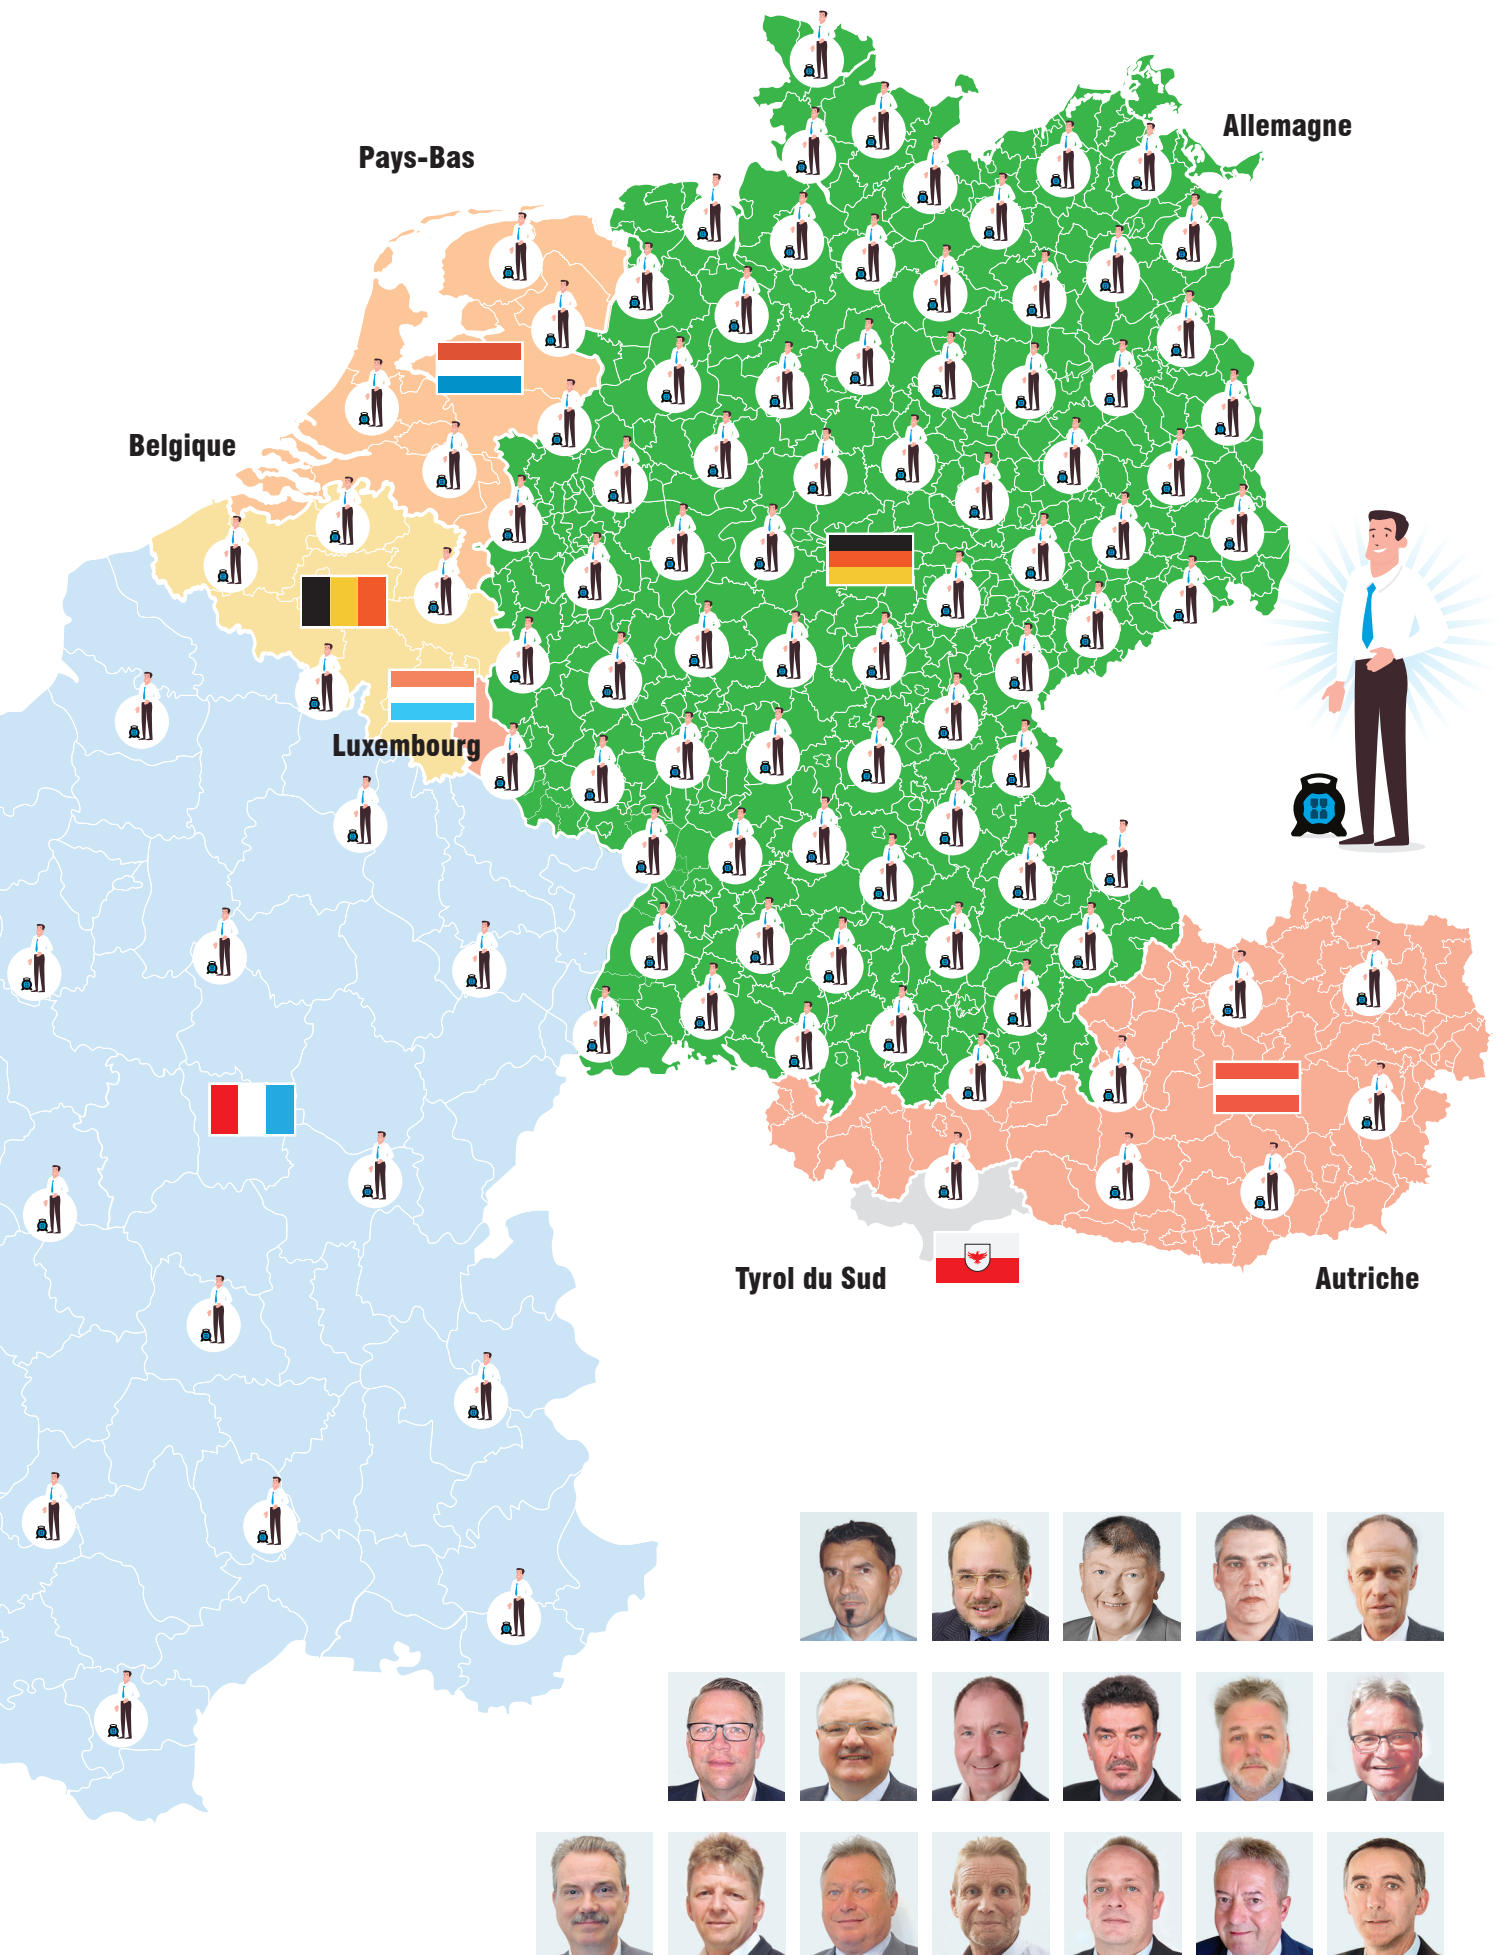 Allemagne
Pays-Bas
Belgique
Luxembourg
Tyrol du Sud
Autriche